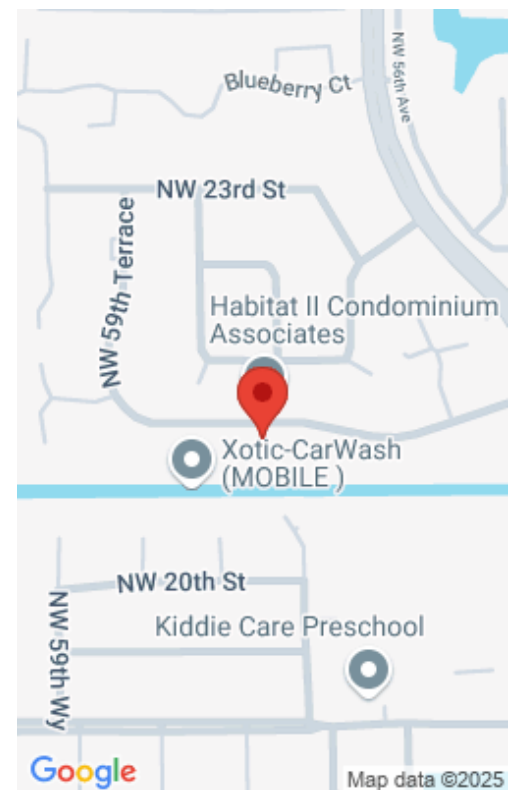 Blueberry Ct
NW 56th Ave
NW 23rd St
NW 59th Terrace
Habitat II Condominium
Associates
Xotic-CarWash
(MOBILE )
NW 20th St
NW 59th Wy
Kiddie Care Preschool
Google
Map data ©2025